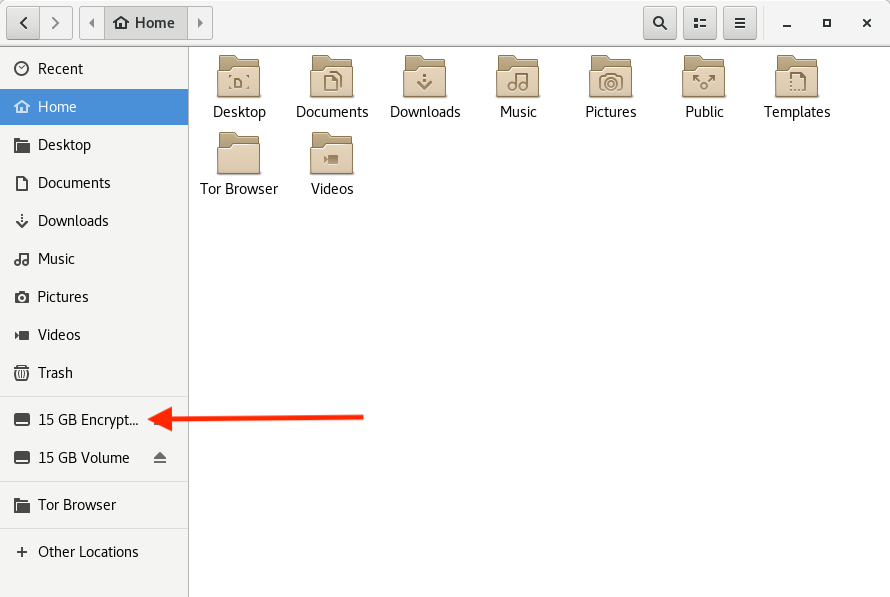 Home
Recent
Home
Desktop
Documents
Downloads
Music
Pictures
Videos
Trash
15 GB Encrypt...
15 GB Volume
Tor Browser
Other Locations
Desktop
Documents
Downloads
Music
Pictures
Public
Templates
Tor Browser
Videos